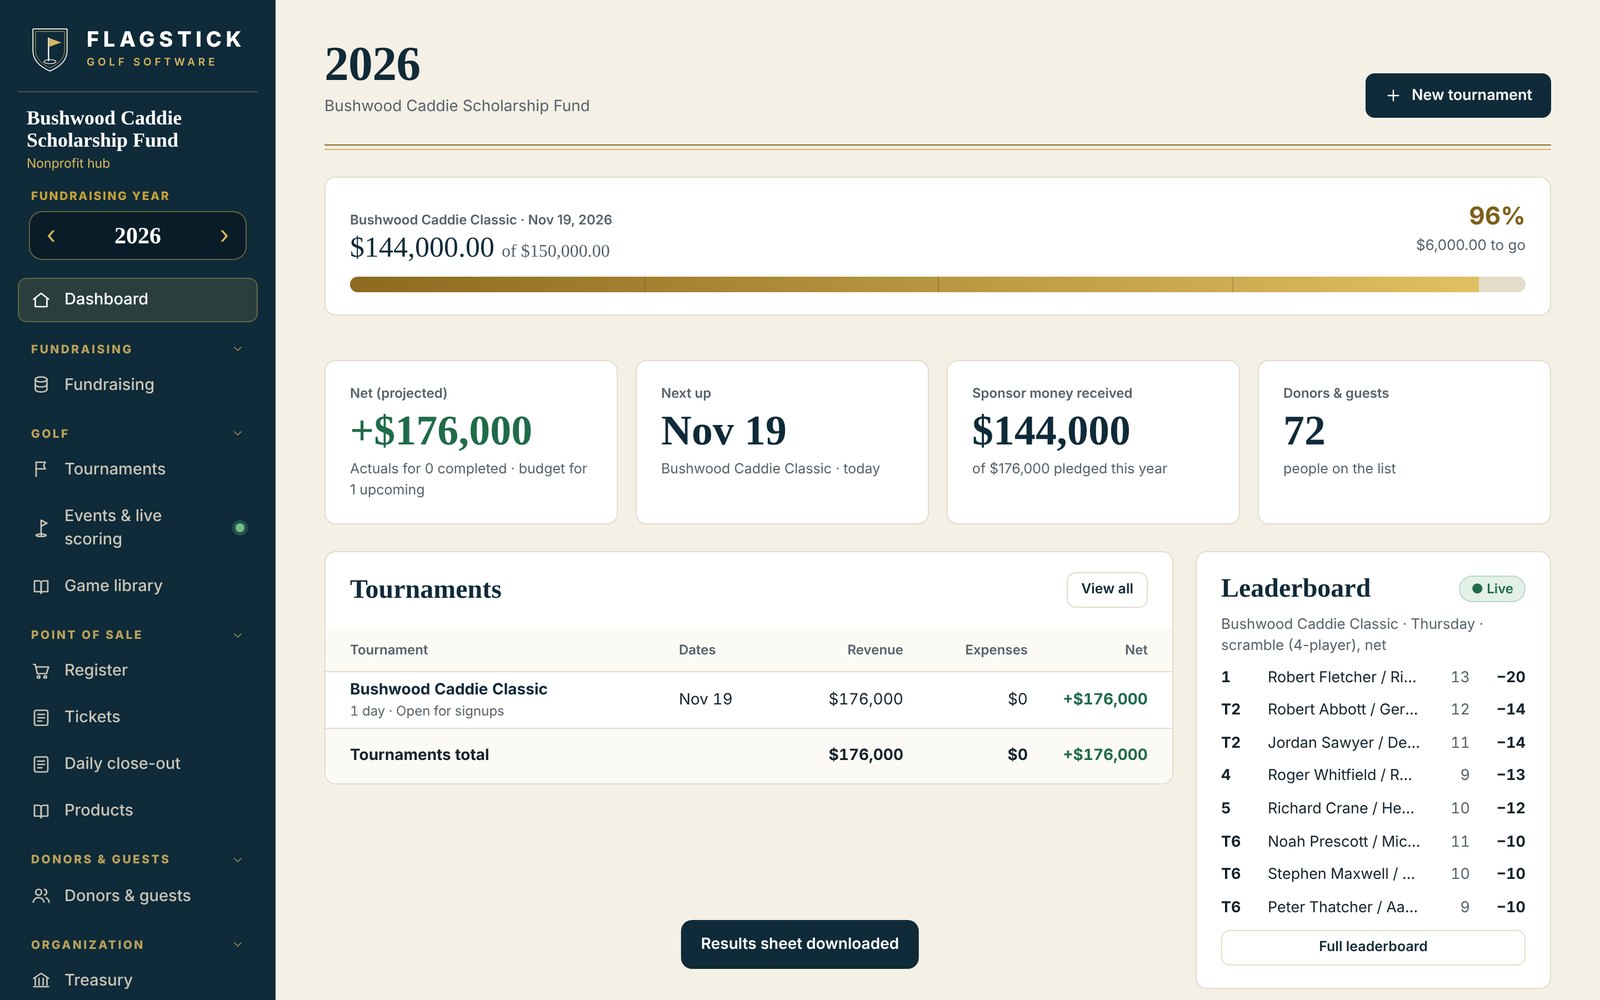 FLAGSTICK
GOLF SOFTWARE
Bushwood Caddie
Scholarship Fund
Nonprofit hub
FUNDRAISING YEAR
2026
Dashboard
FUNDRAISING
Fundraising
GOLF
Tournaments
Events & live
scoring
Game library
POINT OF SALE
Register
Tickets
Daily close-out
Products
DONORS & GUESTS
Donors & guests
ORGANIZATION
Treasury
2026
Bushwood Caddie Scholarship Fund
+ New tournament
Bushwood Caddie Classic · Nov 19, 2026
$144,000.00 of $150,000.00
96%
$6,000.00 to go
Net (projected)
+$176,000
Actuals for 0 completed · budget for
1 upcoming
Next up
Nov 19
Bushwood Caddie Classic · today
Sponsor money received
$144,000
of $176,000 pledged this year
Donors & guests
72
people on the list
Tournaments
View all
Tournament Dates Revenue Expenses Net
Bushwood Caddie Classic
1 day · Open for signups
Nov 19 $176,000 $0 +$176,000
Tournaments total $176,000 $0 +$176,000
Leaderboard
Live
Bushwood Caddie Classic · Thursday ·
scramble (4-player), net
1 Robert Fletcher / Ri... 13 −20
T2 Robert Abbott / Ger... 12 −14
T2 Jordan Sawyer / De... 11 −14
4 Roger Whitfield / R... 9 −13
5 Richard Crane / He... 10 −12
T6 Noah Prescott / Mic... 11 −10
T6 Stephen Maxwell / ... 10 −10
T6 Peter Thatcher / Aa... 9 −10
Full leaderboard
Results sheet downloaded